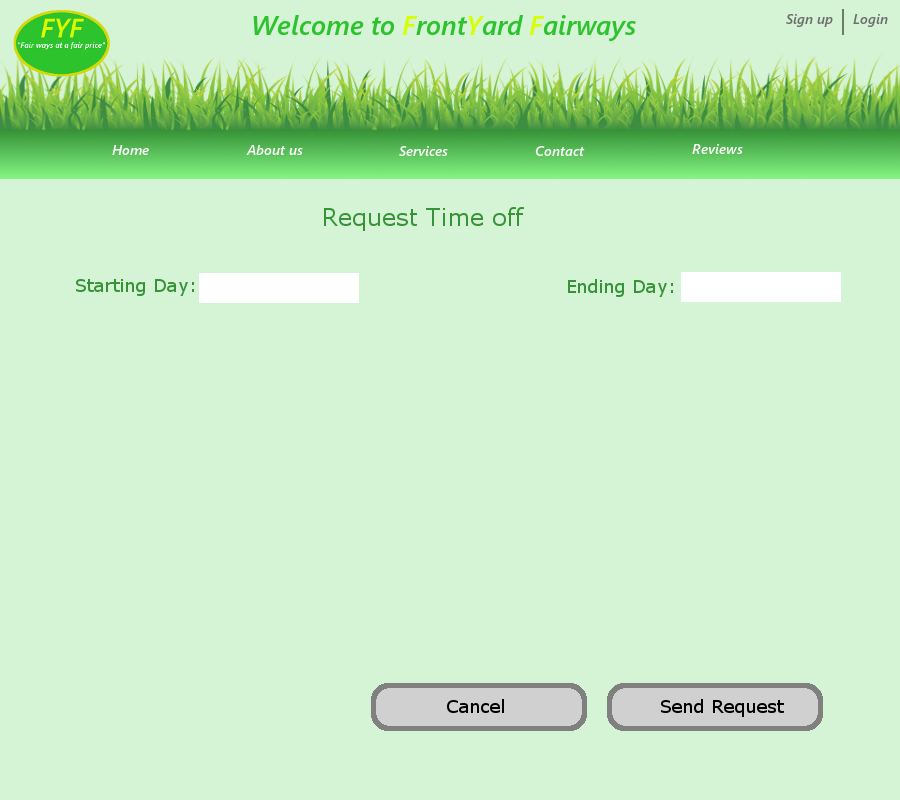 FYF
"Fair ways at a fair price"
Welcome to FrontYard Fairways
Sign up
Login
Home
About us
Services
Contact
Reviews
Request Time off
Starting Day:
Ending Day:
Cancel
Send Request